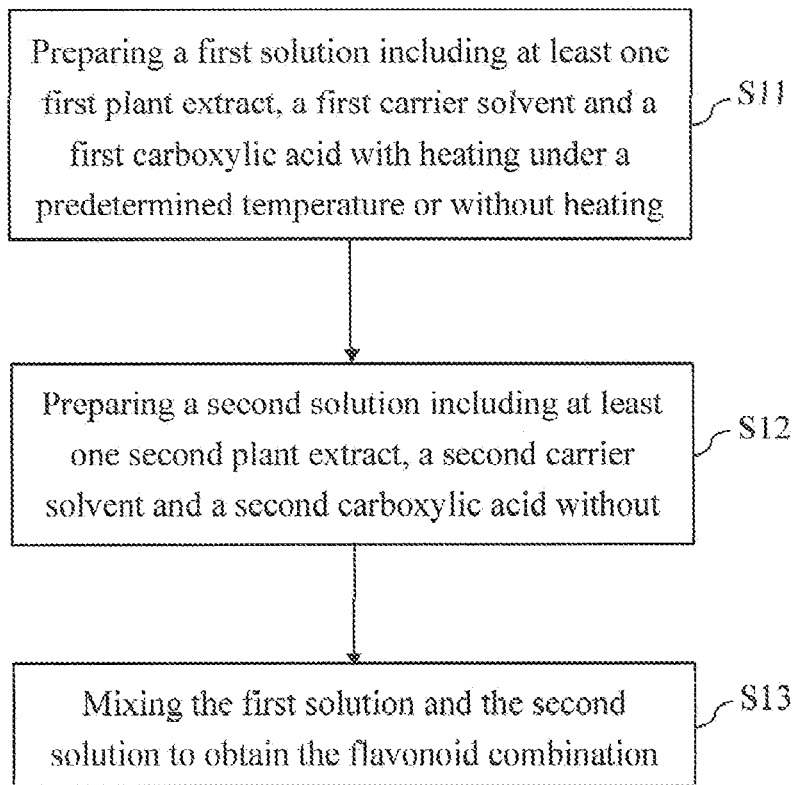 Preparing a first solution including at least one
first plant extract, a first carrier solvent and a
first carboxylic acid with heating under a
predetermined temperature or without heating
S11
Preparing a second solution including at least
one second plant extract, a second carrier
solvent and a second carboxylic acid without
S12
Mixing the first solution and the second
solution to obtain the flavonoid combination
S13